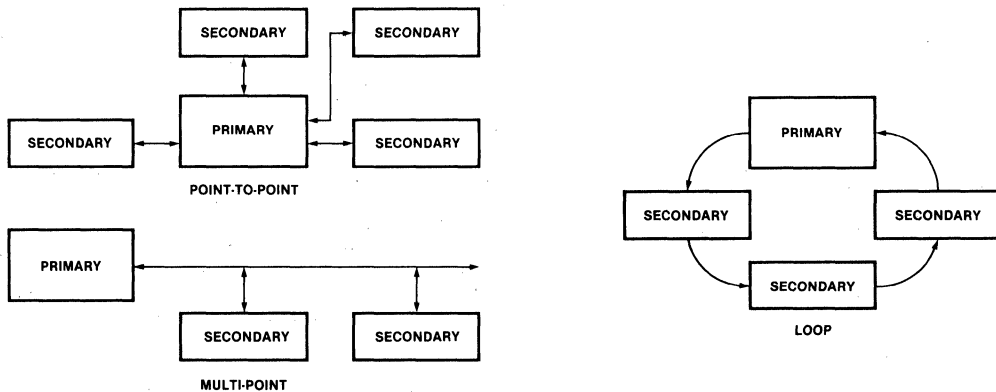 SECONDARY
SECONDARY
PRIMARY
SECONDARY
SECONDARY
POINT-TO-POINT
PRIMARY
SECONDARY
SECONDARY
MULTI-POINT
PRIMARY
SECONDARY
SECONDARY
SECONDARY
LOOP